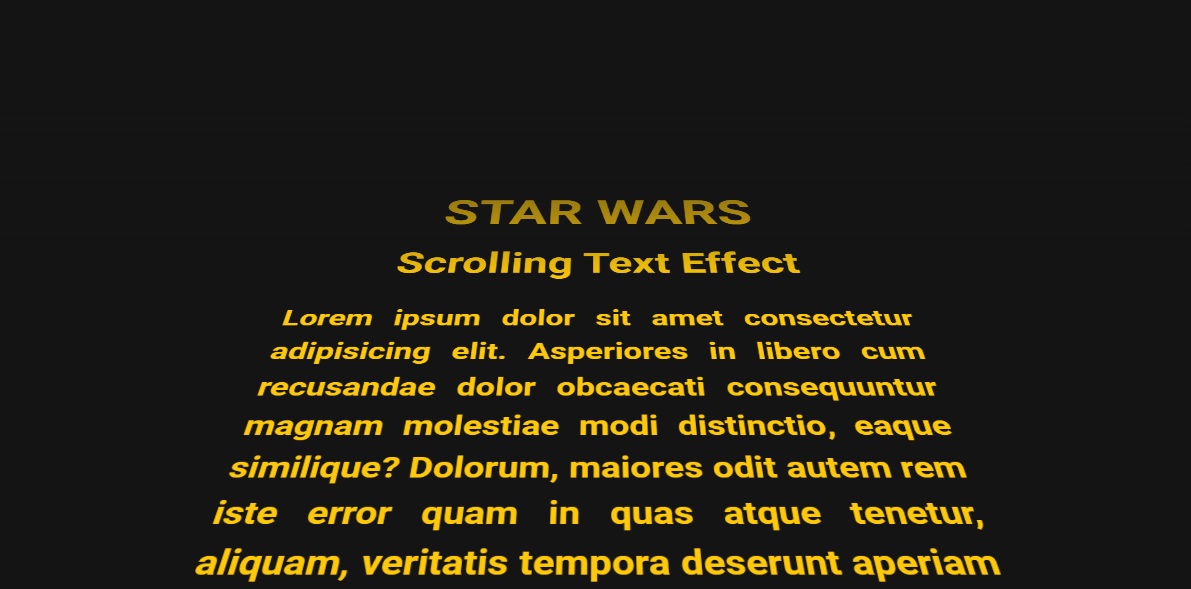 STAR WARS
Scrolling Text Effect
Lorem ipsum dolor sit amet consectetur
adipisicing elit. Asperiores in libero cum
recusandae dolor obcaecati consequuntur
magnam molestiae modi distinctio, eaque
similique? Dolorum, maiores odit autem rem
iste error quam in quas atque tenetur,
aliquam, veritatis tempora deserunt aperiam